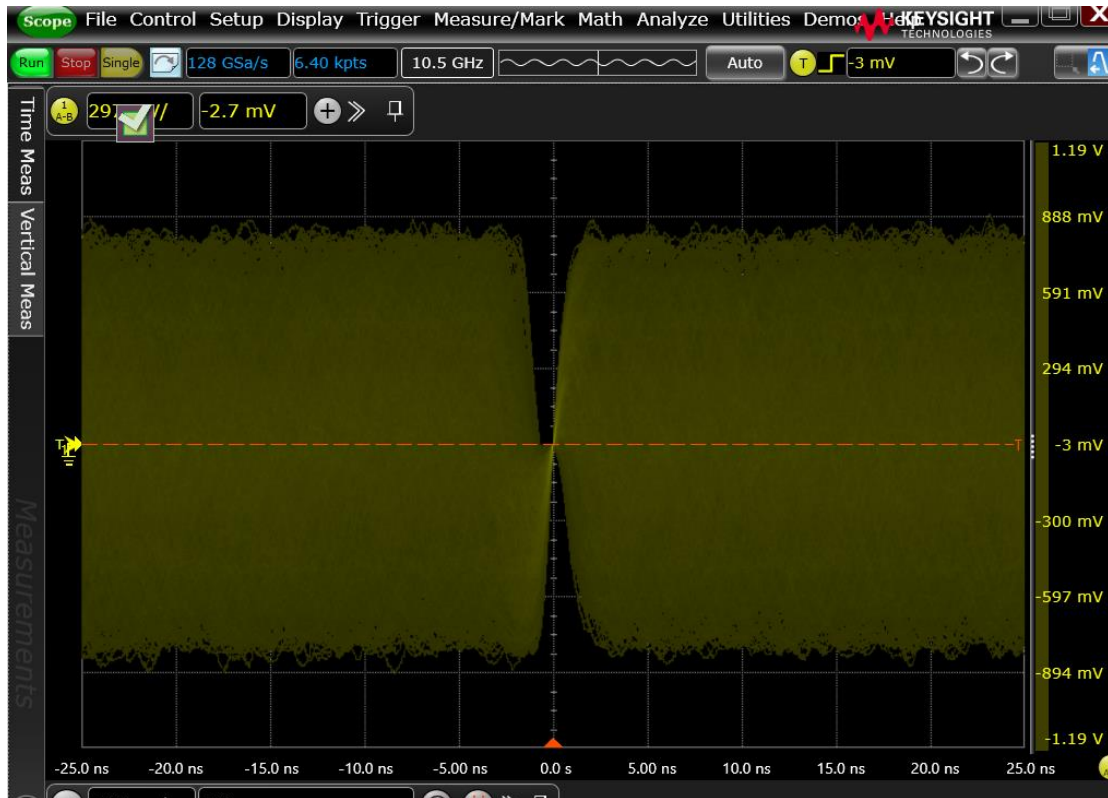 Scope File Control Setup Display Trigger Measure/Mark Math Analyze Utilities Demos Help KEYSIGHT
TECHNOLOGIES
Run Stop Single 128 GSa/s 6.40 kpts 10.5 GHz Auto T -3 mV
1
A-B
-2.7 mV
Time Meas
Vertical Meas
Measurements
1.19 V
888 mV
591 mV
294 mV
-3 mV
-300 mV
-597 mV
-894 mV
-1.19 V
T
T
-25.0 ns -20.0 ns -15.0 ns -10.0 ns -5.00 ns 0.0 s 5.00 ns 10.0 ns 15.0 ns 20.0 ns 25.0 ns